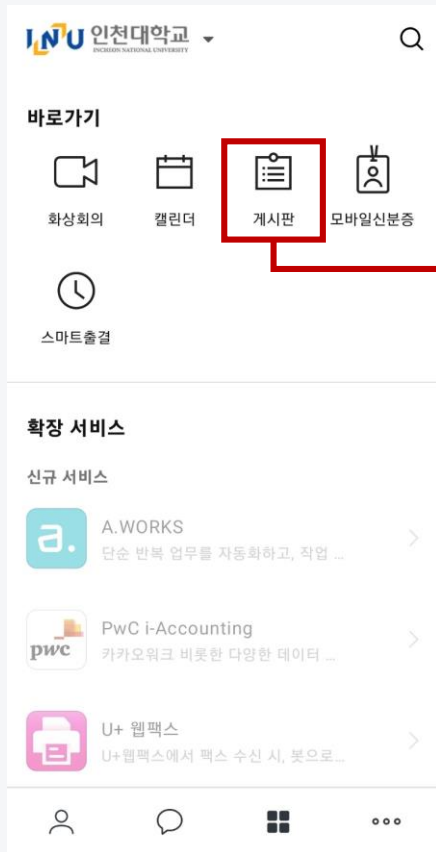 INU 인천대학교
INCHEON NATIONAL UNIVERSITY
바로가기
화상회의 캘린더 게시판 모바일신분증
스마트출결
확장 서비스
신규 서비스
a. A.WORKS
단순 반복 업무를 자동화하고, 작업 ...
pwc PwC i-Accounting
카카오워크 비롯한 다양한 데이터 ...
U+ 웹팩스
U+웹팩스에서 팩스 수신 시, 봇으로...